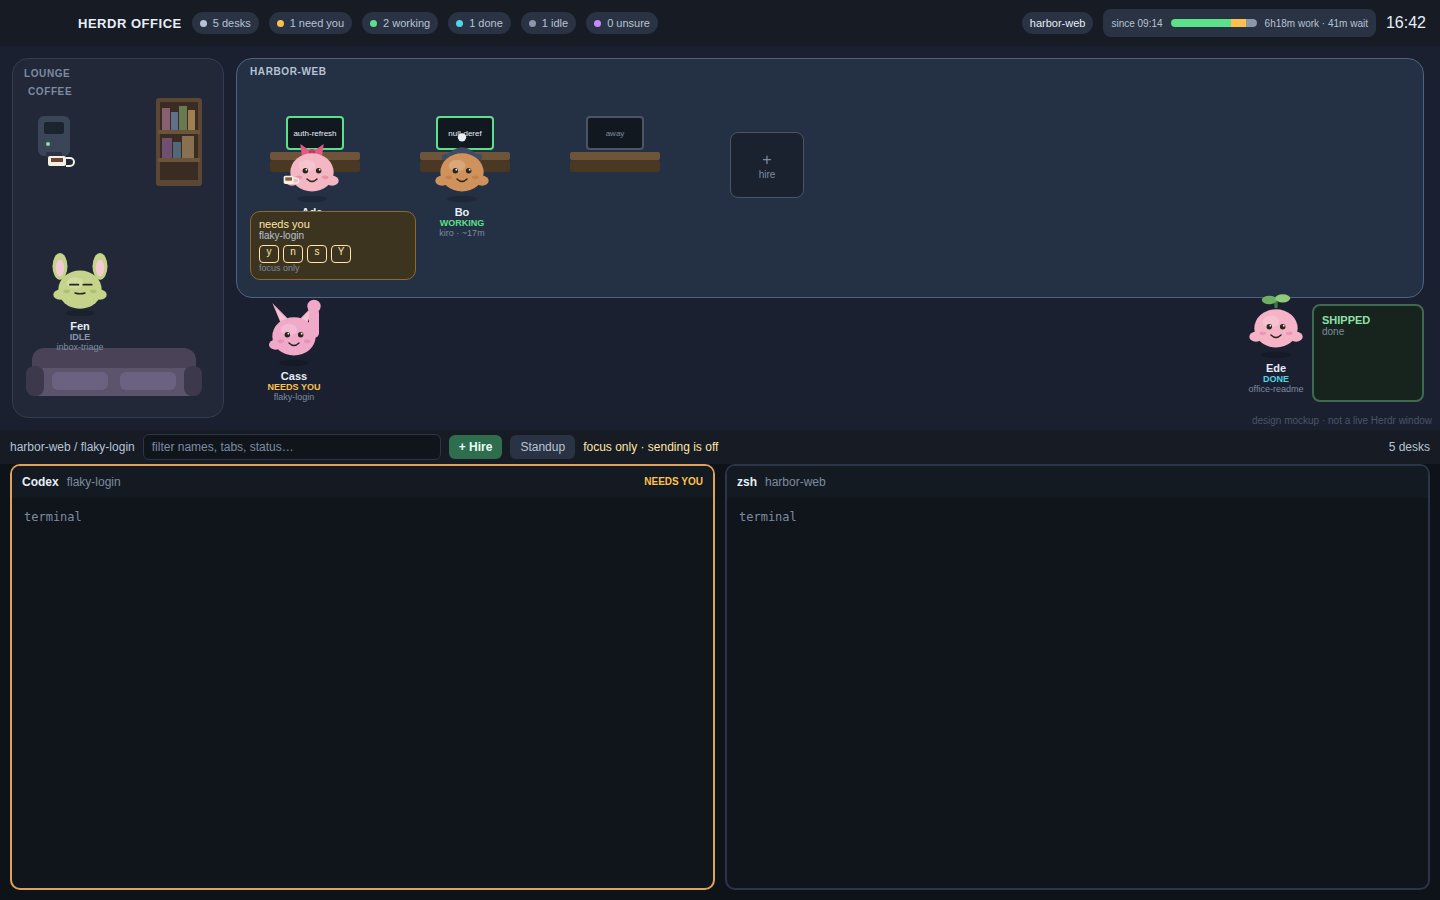 HERDR OFFICE
5 desks
1 need you
2 working
1 done
1 idle
0 unsure
harbor-web
since 09:14
6h18m work · 41m wait
16:42
LOUNGE
COFFEE
Fen
IDLE
inbox-triage
HARBOR-WEB
auth-refresh
away
+
hire
Bo
WORKING
kiro · ~17m
needs you
flaky-login
y n s Y
focus only
Cass
NEEDS YOU
flaky-login
Ede
DONE
office-readme
SHIPPED
done
design mockup · not a live Herdr window
harbor-web / flaky-login
filter names, tabs, status…
+ Hire
Standup
focus only · sending is off
5 desks
Codex flaky-login
NEEDS YOU
terminal
zsh harbor-web
terminal